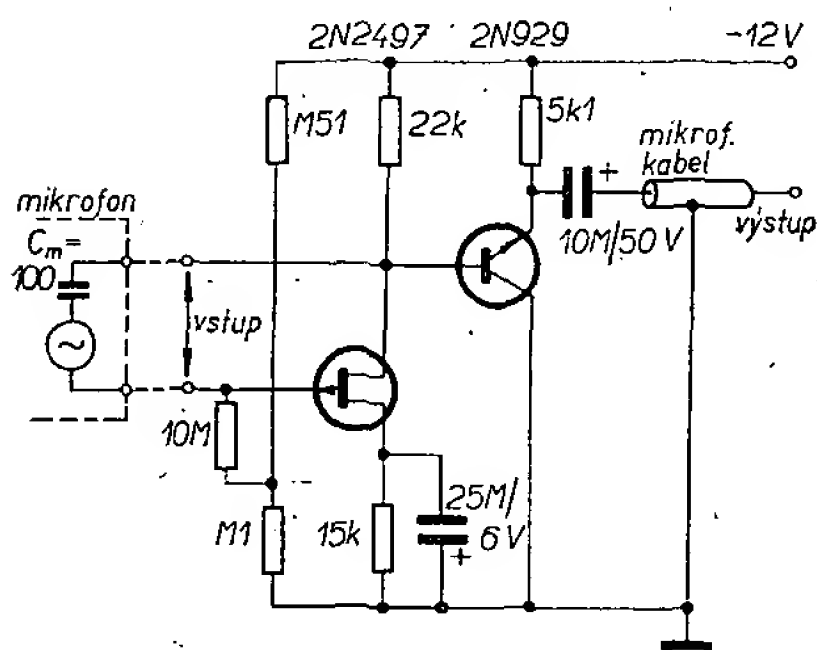 2N2497 2N929
-12V
M51
22k
5k1
mikrof.
kabel
+
10M/50V
výstup
mikrofon
Cm=
100
vstup
10M
M1
15k
25M/
6V
+